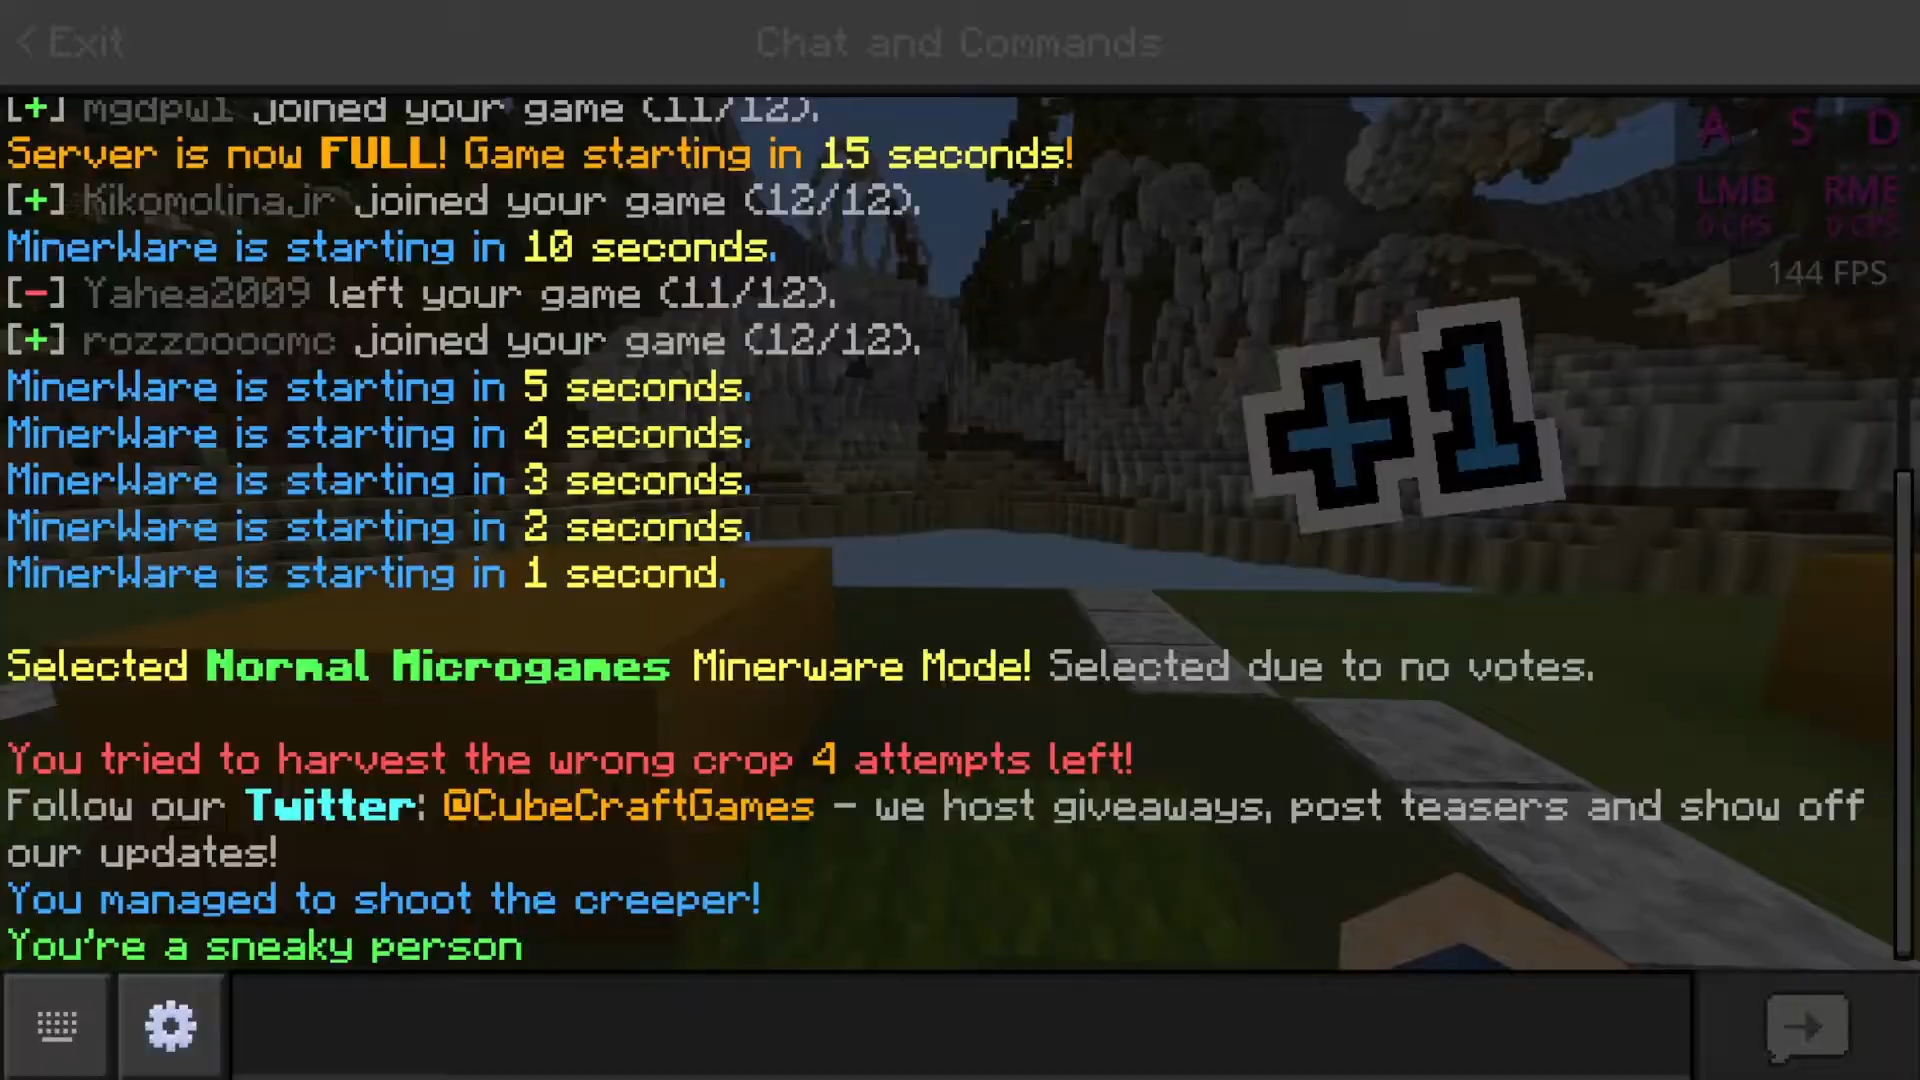 < Exit
Chat and Commands
[+] mgdpw1 joined your game (11/12).
A S D
Server is now FULL! Game starting in 15 seconds!
[+] Kikomolinajr joined your game (12/12).
LMB RMB
0 CPS 0 CPS
MinerWare is starting in 10 seconds.
144 FPS
[-] Yahea2009 left your game (11/12).
[+] rozzoooomc joined your game (12/12).
MinerWare is starting in 5 seconds.
+1
MinerWare is starting in 4 seconds.
MinerWare is starting in 3 seconds.
MinerWare is starting in 2 seconds.
MinerWare is starting in 1 second.
Selected Normal Microgames Minerware Mode! Selected due to no votes.
You tried to harvest the wrong crop 4 attempts left!
Follow our Twitter: @CubeCraftGames - we host giveaways, post teasers and show off
our updates!
You managed to shoot the creeper!
You're a sneaky person